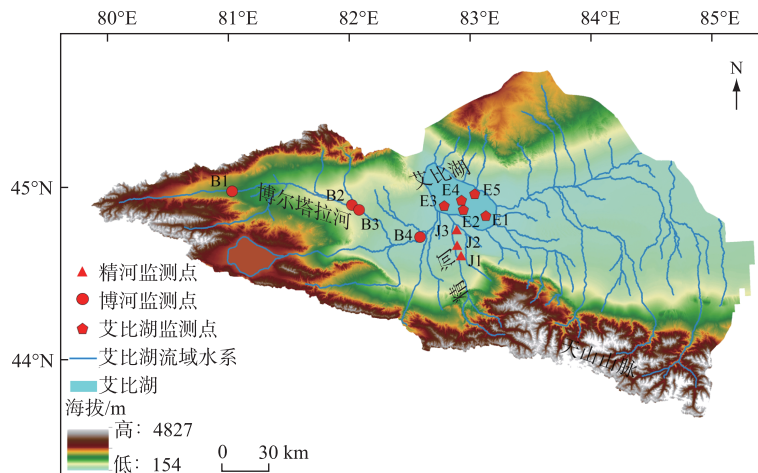 80°E 81°E 82°E 83°E 84°E 85°E
N
45°N
44°N
B1
B2
B3
B4
博尔塔拉河
艾比湖
E4
E5
E3
E2
E1
J3
J2
J1
精河
天山山脉
精河监测点
博河监测点
艾比湖监测点
艾比湖流域水系
艾比湖
海拔/m
高: 4827
低: 154
0 30 km